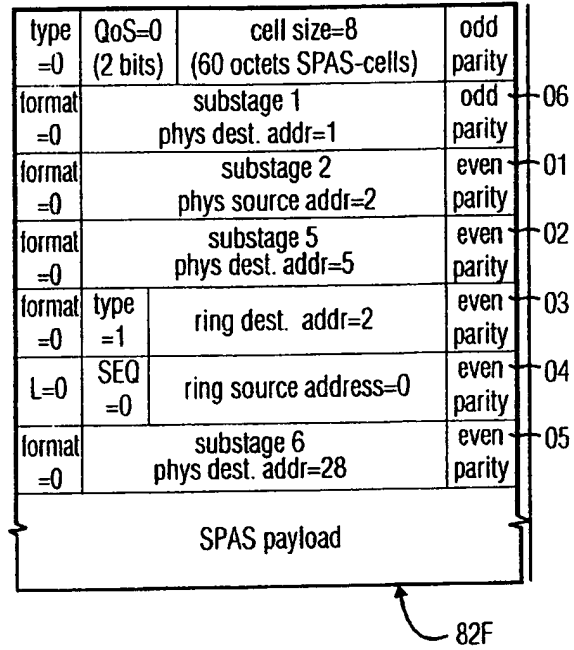 type QoS=0 cell size=8 odd
=0 (2 bits) (60 octets SPAS-cells) parity
format substage 1 odd 06
=0 phys dest. addr=1 parity
format substage 2 even 01
=0 phys source addr=2 parity
format substage 5 even 02
=0 phys dest. addr=5 parity
format type ring dest. addr=2 even 03
=0 =1 parity
L=0 SEQ ring source address=0 even 04
=0 parity
format substage 6 even 05
=0 phys dest. addr=28 parity
SPAS payload
82F